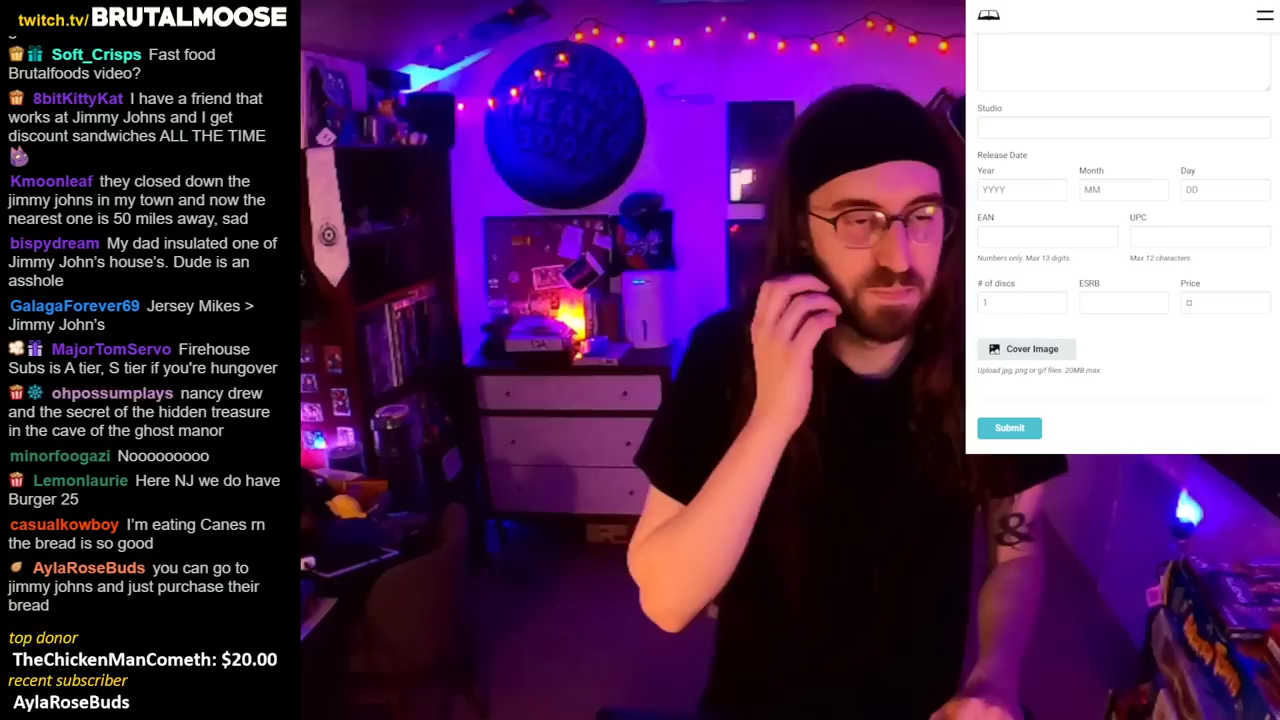 twitch.tv/BRUTALMOOSE
Soft_Crisps Fast food
Brutalfoods video?
8bitKittyKat I have a friend that
works at Jimmy Johns and I get
discount sandwiches ALL THE TIME
Kmoonleaf they closed down the
jimmy johns in my town and now the
nearest one is 50 miles away, sad
bispydream My dad insulated one of
Jimmy John's house's. Dude is an
asshole
GalagaForever69 Jersey Mikes >
Jimmy John's
MajorTomServo Firehouse
Subs is A tier, S tier if you're hungover
ohpossumplays nancy drew
and the secret of the hidden treasure
in the cave of the ghost manor
minorfoogazi Nooooooooo
Lemonlaurie Here NJ we do have
Burger 25
casualkowboy I'm eating Canes rn
the bread is so good
AylaRoseBuds you can go to
jimmy johns and just purchase their
bread
top donor
TheChickenManCometh: $20.00
recent subscriber
AylaRoseBuds
&
Studio
Release Date
Year Month Day
YYYY MM DD
EAN UPC
Numbers only. Max 13 digits. Max 12 characters.
# of discs ESRB Price
1
Cover Image
Upload jpg, png or gif files. 20MB max.
Submit